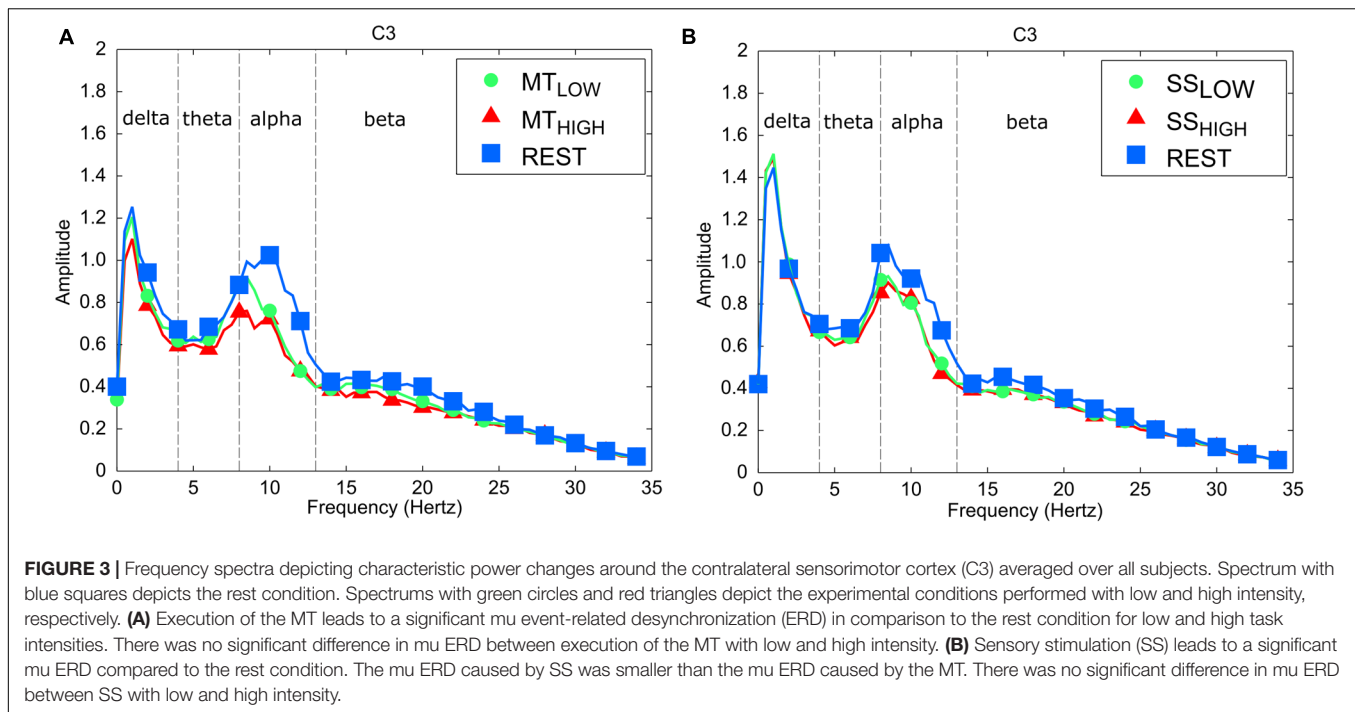 A
C3
2
1.8
1.6
1.4
1.2
1.0
0.8
0.6
0.4
0.2
0
Amplitude
delta
theta
alpha
beta
MT_LOW
MT_HIGH
REST
0 5 10 15 20 25 30 35
Frequency (Hertz)
B
C3
2
1.8
1.6
1.4
1.2
1.0
0.8
0.6
0.4
0.2
0
Amplitude
delta
theta
alpha
beta
SS_LOW
SS_HIGH
REST
0 5 10 15 20 25 30 35
Frequency (Hertz)
FIGURE 3 | Frequency spectra depicting characteristic power changes around the contralateral sensorimotor cortex (C3) averaged over all subjects. Spectrum with
blue squares depicts the rest condition. Spectrums with green circles and red triangles depict the experimental conditions performed with low and high intensity,
respectively. (A) Execution of the MT leads to a significant mu event-related desynchronization (ERD) in comparison to the rest condition for low and high task
intensities. There was no significant difference in mu ERD between execution of the MT with low and high intensity. (B) Sensory stimulation (SS) leads to a significant
mu ERD compared to the rest condition. The mu ERD caused by SS was smaller than the mu ERD caused by the MT. There was no significant difference in mu ERD
between SS with low and high intensity.